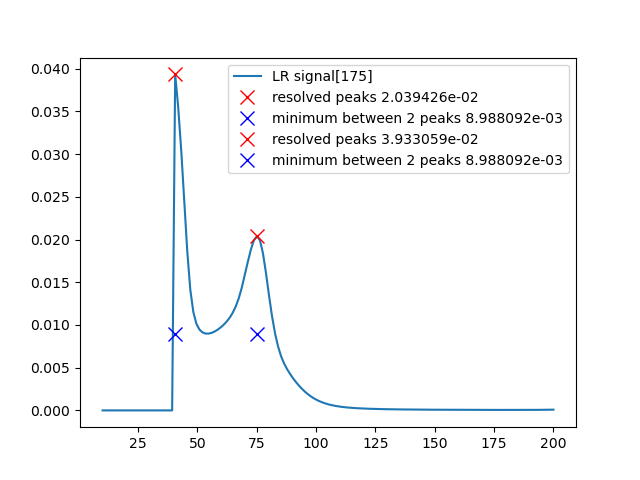 LR signal[175]
resolved peaks 2.039426e-02
minimum between 2 peaks 8.988092e-03
resolved peaks 3.933059e-02
minimum between 2 peaks 8.988092e-03
0.040
0.035
0.030
0.025
0.020
0.015
0.010
0.005
0.000
25 50 75 100 125 150 175 200